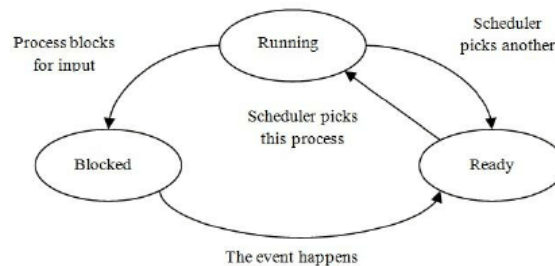 Scheduler
picks another
Process blocks
for input
Running
Scheduler picks
this process
Blocked
Ready
The event happens